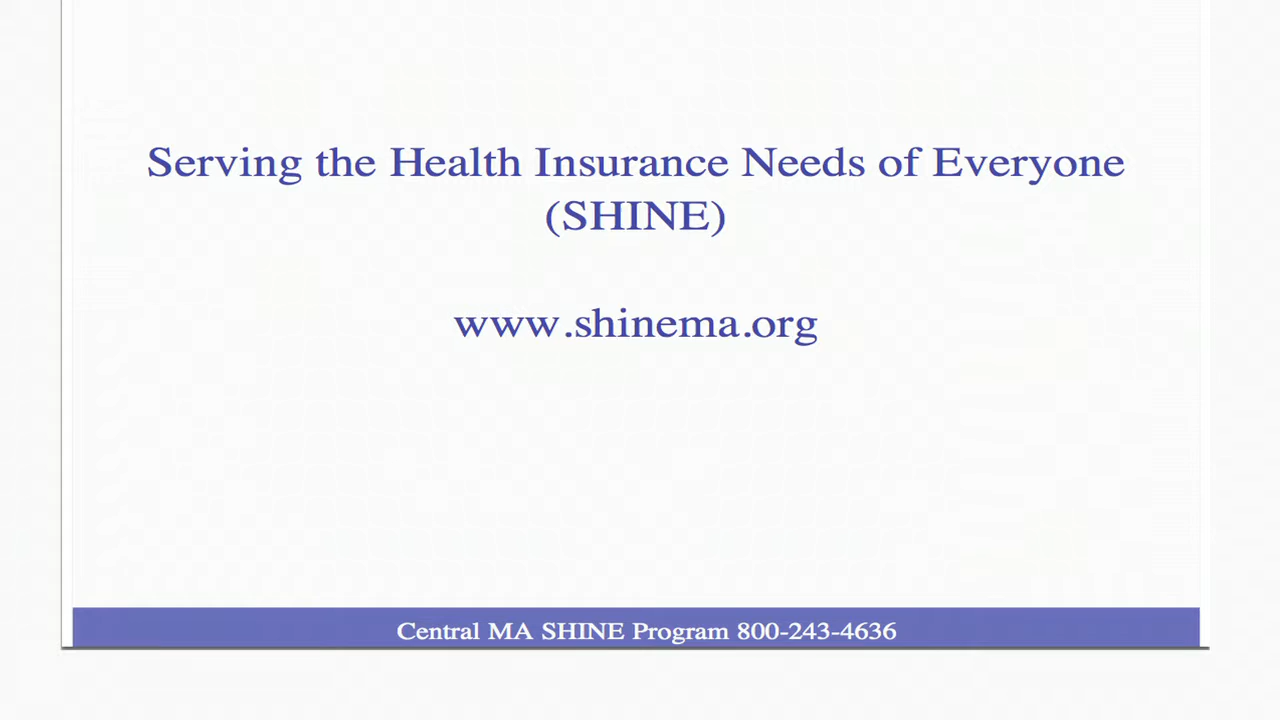 Serving the Health Insurance Needs of Everyone
(SHINE)
www.shinema.org
Central MA SHINE Program 800-243-4636